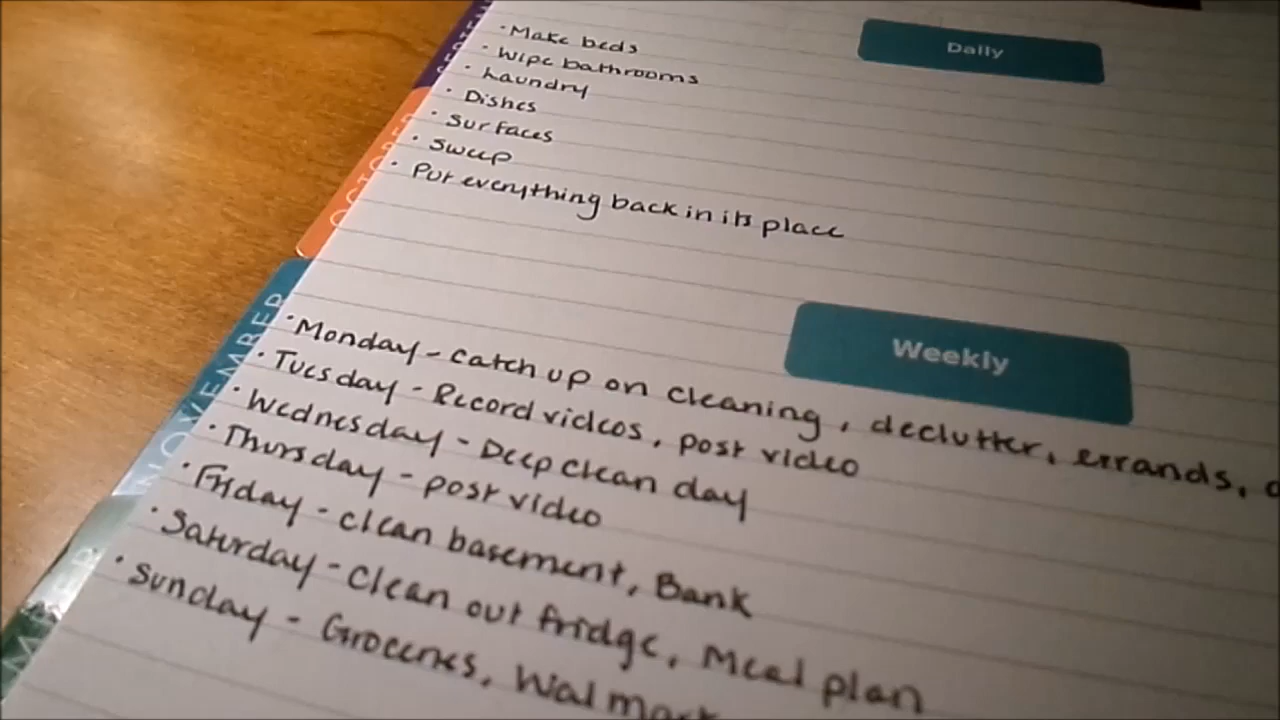 Daily
· Make beds
· Wipe bathrooms
· Laundry
· Dishes
· Surfaces
· Sweep
· Put everything back in its place
Weekly
· Monday - Catch up on cleaning, declutter, errands,
· Tuesday - Record videos, post video
· Wednesday - Deep clean day
· Thursday - post video
· Friday - clean basement, Bank
· Saturday - Clean out fridge, Meal plan
· Sunday - Groceries, Walmart
OCTOBER
NOVEMBER